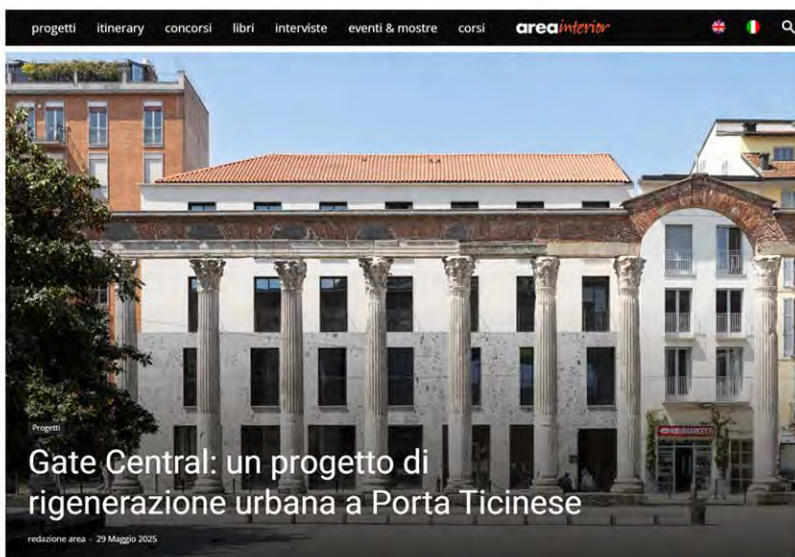 progetti itinerary concorsi libri interviste eventi & mostre corsi areainterior
Progetti
Gate Central: un progetto di
rigenerazione urbana a Porta Ticinese
redazione area - 29 Maggio 2025